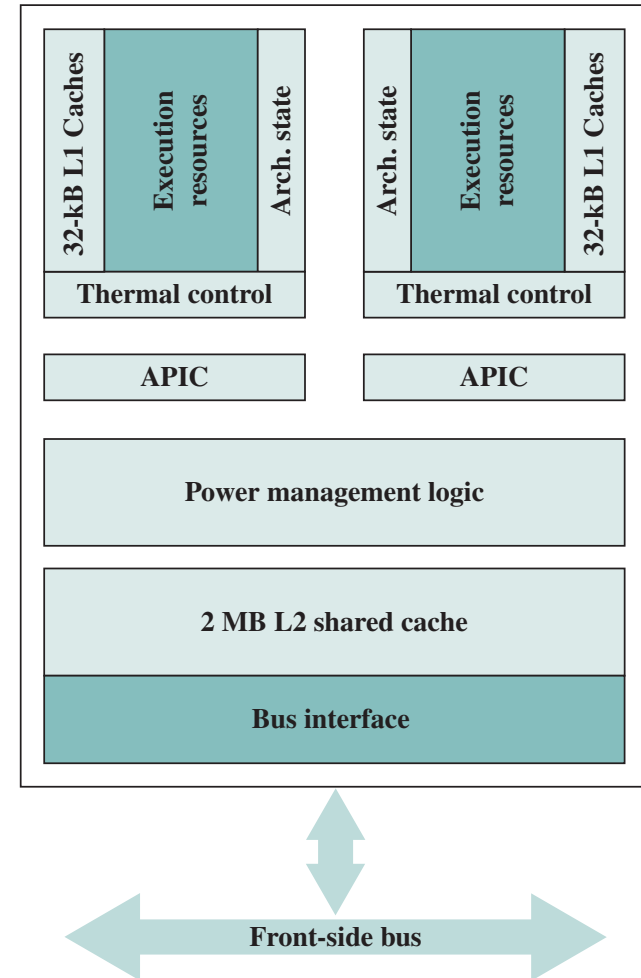 32-kB L1 Caches
Execution
resources
Arch. state
Arch. state
Execution
resources
32-kB L1 Caches
Thermal control
Thermal control
APIC
APIC
Power management logic
2 MB L2 shared cache
Bus interface
Front-side bus